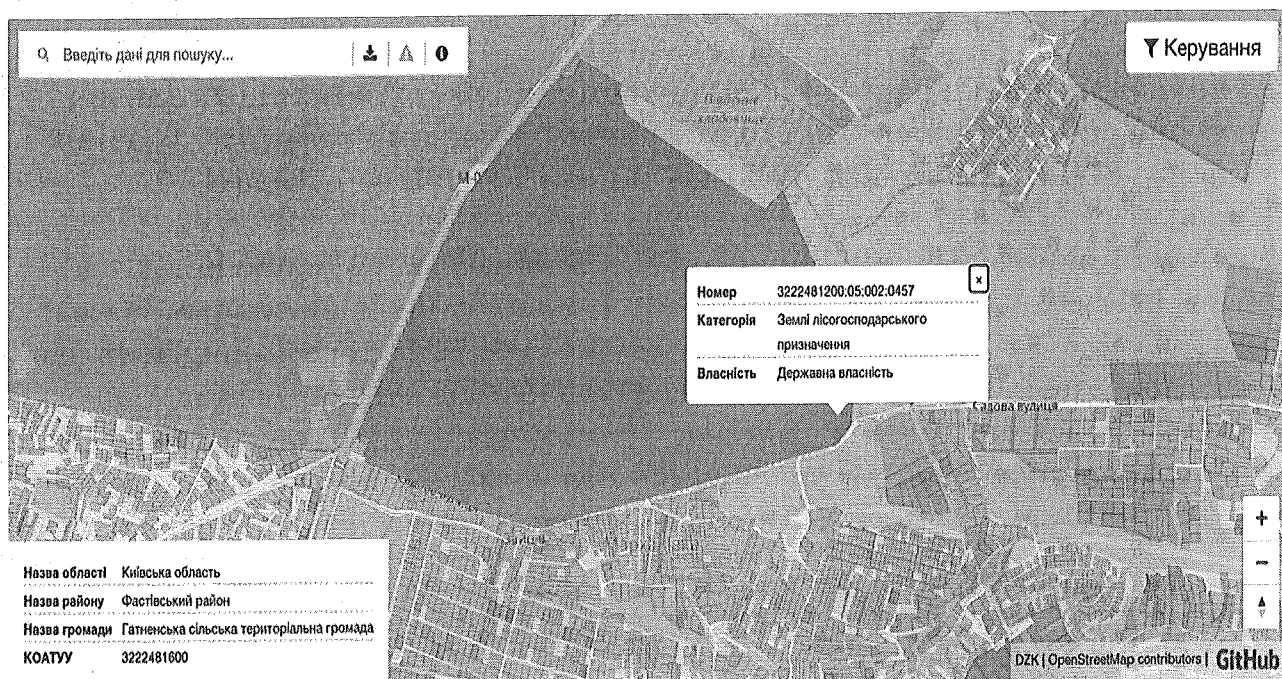 Введіть дані для пошуку...
Керування
Номер 3222481200:05:002:0457
Категорія Землі лісогосподарського
призначення
Власність Державна власність
Садова вулиця
Назва області Київська область
Назва району Фастівський район
Назва громади Гатненська сільська територіальна громада
КОАТУУ 3222481600
DZK | OpenStreetMap contributors | GitHub